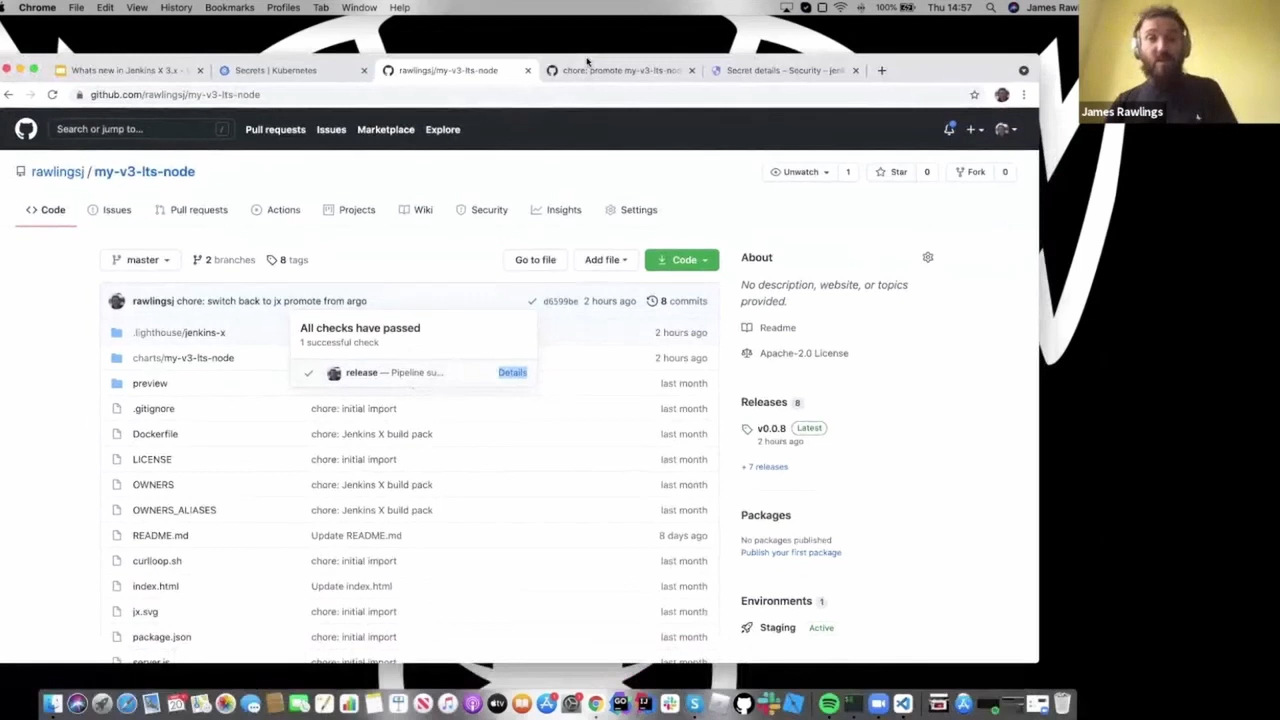 Chrome File Edit View History Bookmarks Profiles Tab Window Help 100% Thu 14:57 James Rawl
James Rawlings
Whats new in Jenkins X 3.x - Secrets | Kubernetes rawlingsj/my-v3-lts-node chore: promote my-v3-lts-no Secret details – Security – jenk
github.com/rawlingsj/my-v3-lts-node
Search or jump to... / Pull requests Issues Marketplace Explore
rawlingsj / my-v3-lts-node Unwatch 1 Star 0 Fork 0
Code Issues Pull requests Actions Projects Wiki Security Insights Settings
master 2 branches 8 tags Go to file Add file Code
About
No description, website, or topics
provided.
Readme
Apache-2.0 License
Releases 8
v0.0.8 Latest
2 hours ago
+ 7 releases
Packages
No packages published
Publish your first package
Environments 1
Staging Active
rawlingsj chore: switch back to jx promote from argo d6599be 2 hours ago 8 commits
All checks have passed
1 successful check
release — Pipeline su... Details
.lighthouse/jenkins-x 2 hours ago
charts/my-v3-lts-node 2 hours ago
preview last month
.gitignore chore: initial import last month
Dockerfile chore: Jenkins X build pack last month
LICENSE chore: initial import last month
OWNERS chore: Jenkins X build pack last month
OWNERS_ALIASES chore: Jenkins X build pack last month
README.md Update README.md 8 days ago
curlloop.sh chore: initial import last month
index.html Update index.html last month
jx.svg chore: initial import last month
package.json chore: initial import last month
server.js chore: initial import last month